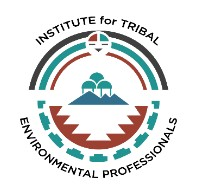 INSTITUTE for TRIBAL
ENVIRONMENTAL PROFESSIONALS